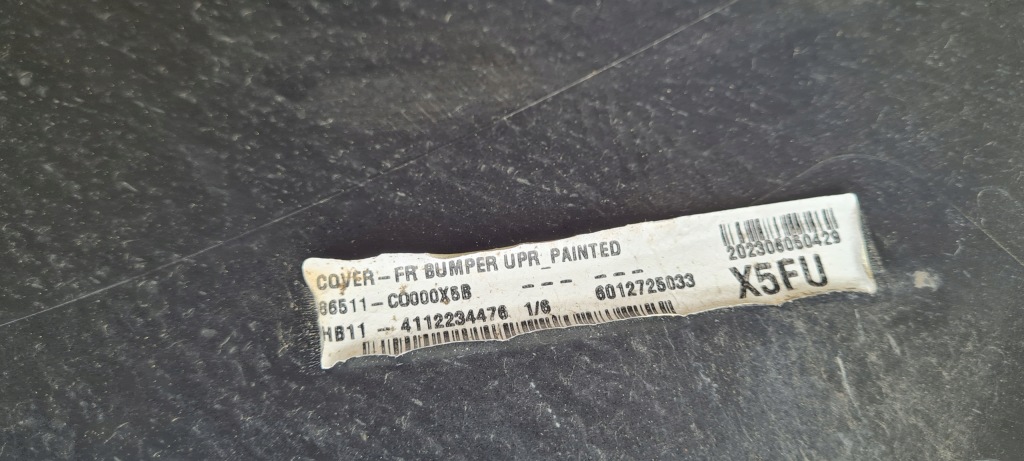 COVER-FR BUMPER UPR_PAINTED
86511-C0000X5B --- ---
HB11 - 4112234476 1/6 6012725033
202306050429
X5FU